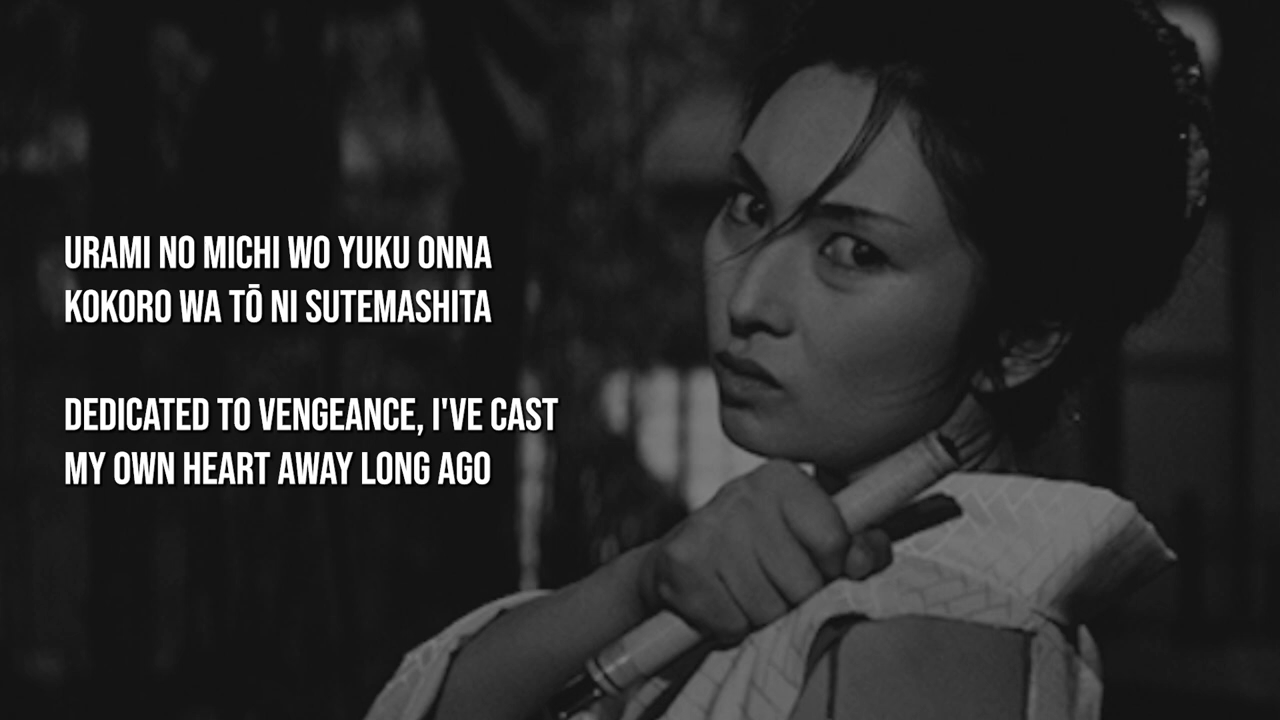 URAMI NO MICHI WO YUKU ONNA
KOKORO WA TŌ NI SUTEMASHITA
DEDICATED TO VENGEANCE, I'VE CAST
MY OWN HEART AWAY LONG AGO